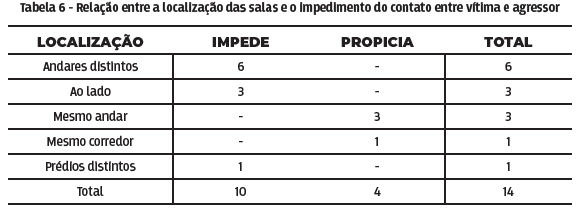 Tabela 6 - Relação entre a localização das salas e o impedimento do contato entre vítima e agressor
LOCALIZAÇÃO IMPEDE PROPICIA TOTAL
Andares distintos 6 - 6
Ao lado 3 - 3
Mesmo andar - 3 3
Mesmo corredor - 1 1
Prédios distintos 1 - 1
Total 10 4 14